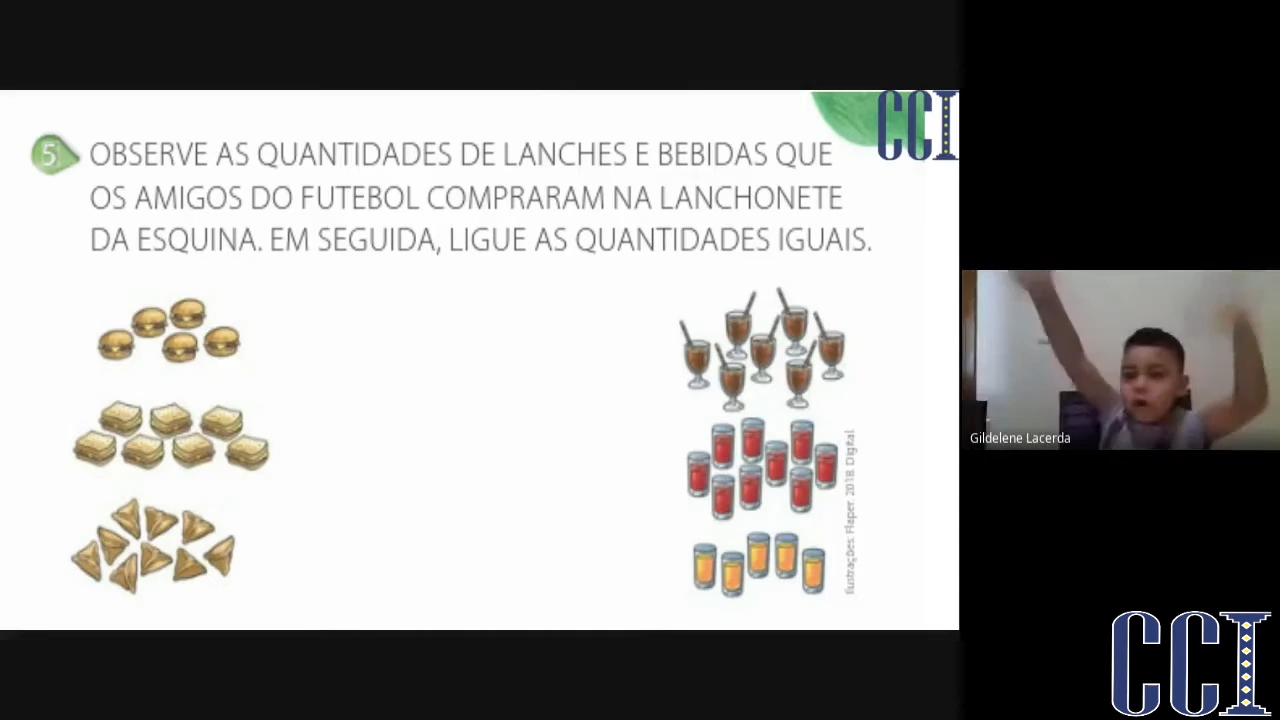 CCI
5 OBSERVE AS QUANTIDADES DE LANCHES E BEBIDAS QUE
OS AMIGOS DO FUTEBOL COMPRARAM NA LANCHONETE
DA ESQUINA. EM SEGUIDA, LIGUE AS QUANTIDADES IGUAIS.
Ilustrações: Flaper. 2018. Digital.
Gildelene Lacerda
CCI